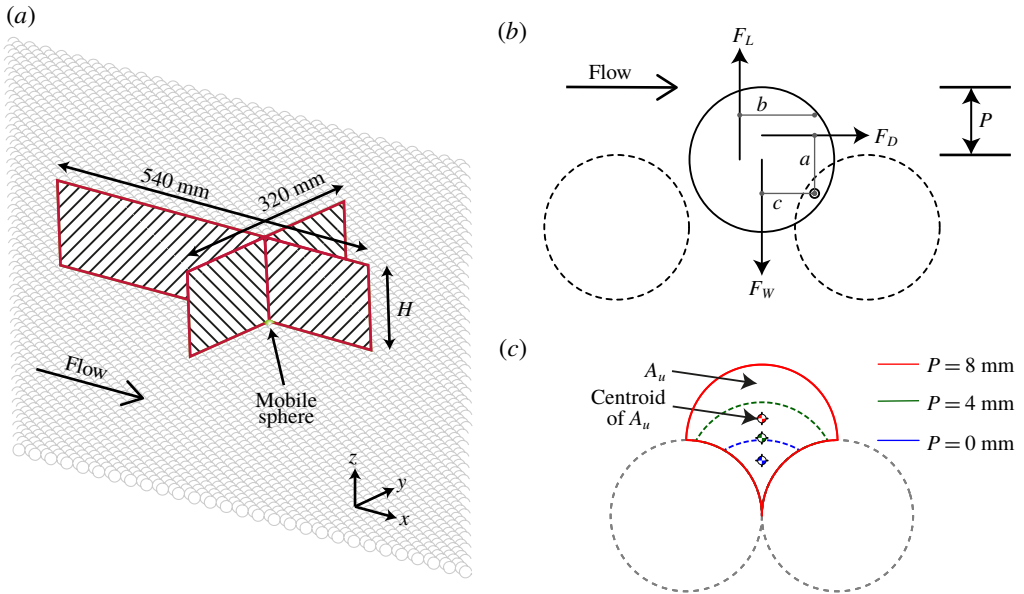 (a)
540 mm
320 mm
H
Flow
Mobile
sphere
z
y
x
(b)
F_L
Flow
b
P
F_D
a
c
F_W
(c)
A_u
Centroid
of A_u
P = 8 mm
P = 4 mm
P = 0 mm